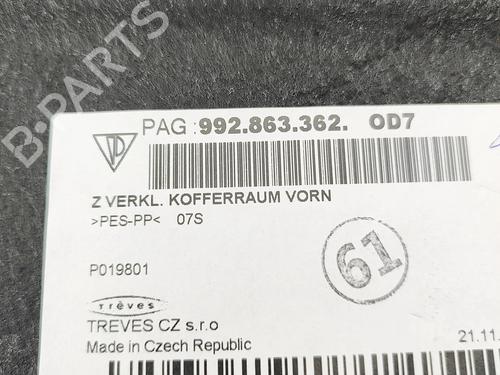 PAG :992.863.362. OD7
Z VERKL. KOFFERRAUM VORN
>PES-PP< 07S
61
P019801
Trèves
TREVES CZ s.r.o
Made in Czech Republic
21.11.
B-PARTS